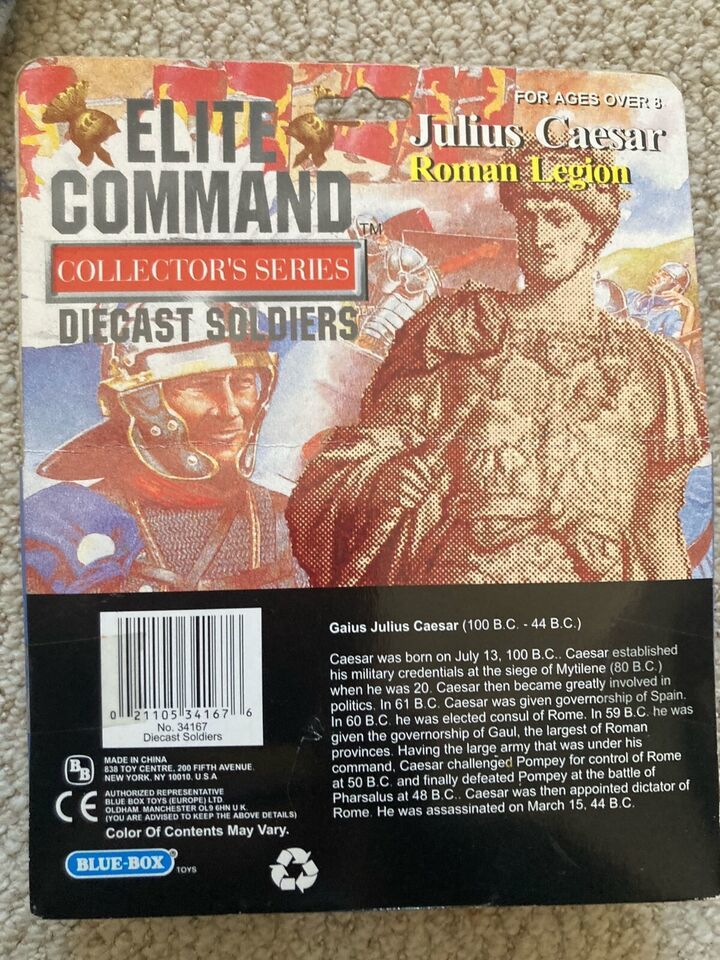 FOR AGES OVER 8
ELITE
COMMAND™
COLLECTOR'S SERIES
DIECAST SOLDIERS
Julius Caesar
Roman Legion
0 21105 34167 6
No. 34167
Diecast Soldiers
BB
MADE IN CHINA
838 TOY CENTRE. 200 FIFTH AVENUE.
NEW YORK. NY 10010. U.S.A
CE
AUTHORIZED REPRESENTATIVE
BLUE BOX TOYS (EUROPE) LTD
OLDHAM. MANCHESTER OL9 6HN U.K.
(YOU ARE ADVISED TO KEEP THE ABOVE DETAILS)
Color Of Contents May Vary.
BLUE-BOX® TOYS
Gaius Julius Caesar (100 B.C. - 44 B.C.)
Caesar was born on July 13, 100 B.C.. Caesar established
his military credentials at the siege of Mytilene (80 B.C.)
when he was 20. Caesar then became greatly involved in
politics. In 61 B.C. Caesar was given governorship of Spain.
In 60 B.C. he was elected consul of Rome. In 59 B.C. he was
given the governorship of Gaul, the largest of Roman
provinces. Having the large army that was under his
command, Caesar challenged Pompey for control of Rome
at 50 B.C. and finally defeated Pompey at the battle of
Pharsalus at 48 B.C.. Caesar was then appointed dictator of
Rome. He was assassinated on March 15, 44 B.C.